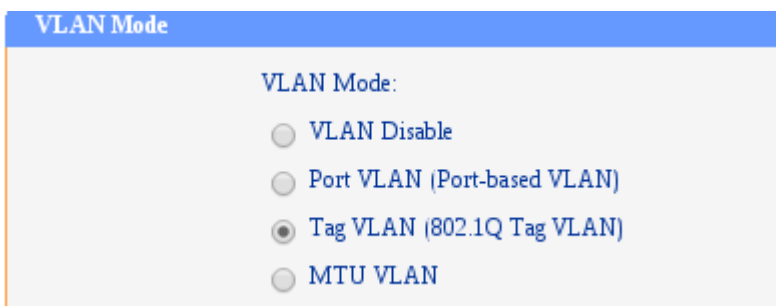 VLAN Mode
VLAN Mode:
VLAN Disable
Port VLAN (Port-based VLAN)
Tag VLAN (802.1Q Tag VLAN)
MTU VLAN